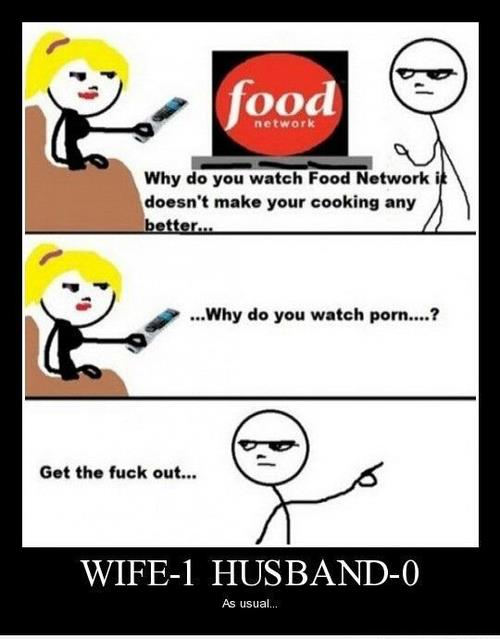 food
network
Why do you watch Food Network it
doesn't make your cooking any
better...
...Why do you watch porn....?
Get the fuck out...
WIFE-1 HUSBAND-0
As usual...